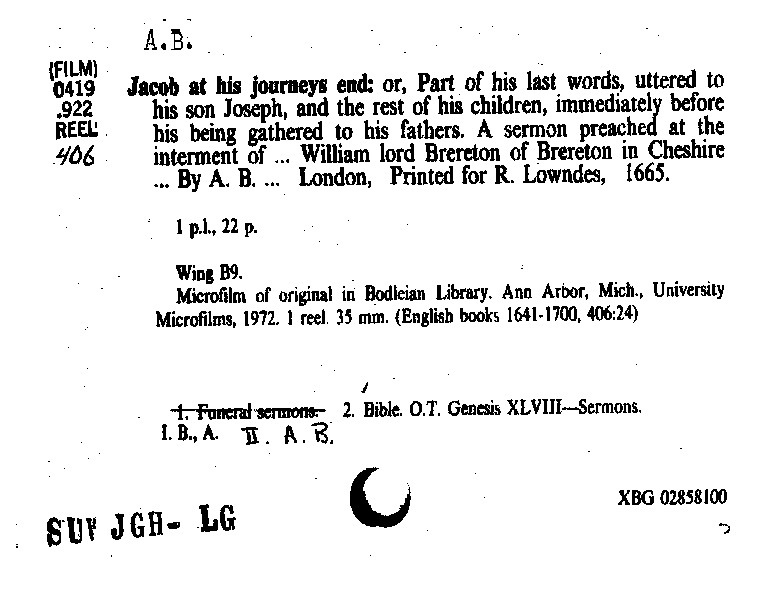 A.B.
(FILM)
0419
.922
REEL
406
Jacob at his journeys end: or, Part of his last words, uttered to
his son Joseph, and the rest of his children, immediately before
his being gathered to his fathers. A sermon preached at the
interment of ... William lord Brereton of Brereton in Cheshire
... By A. B. ... London, Printed for R. Lowndes, 1665.
1 p.l., 22 p.
Wing B9.
Microfilm of original in Bodleian Library. Ann Arbor, Mich., University
Microfilms, 1972. 1 reel. 35 mm. (English books 1641-1700, 406:24)
1. Funeral sermons. 2. Bible. O.T. Genesis XLVIII—Sermons.
I. B., A. II. A.B.
XBG 02858100
SUV JGH- LG